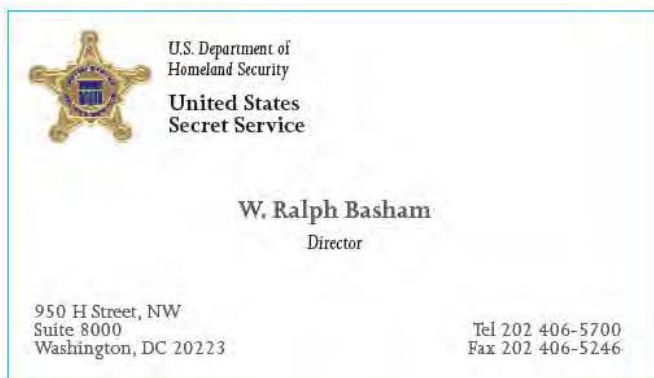 U.S. Department of
Homeland Security
United States
Secret Service
W. Ralph Basham
Director
950 H Street, NW
Suite 8000
Washington, DC 20223
Tel 202 406-5700
Fax 202 406-5246